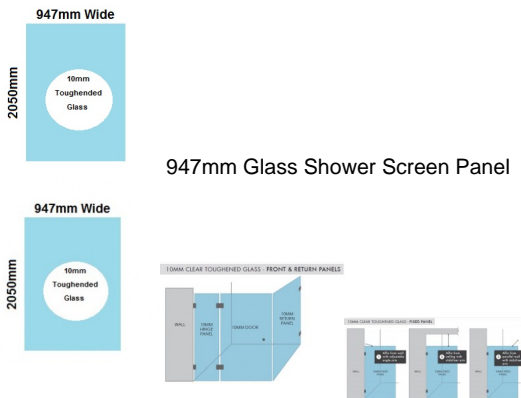 947mm Wide
2050mm
10mm
Toughended
Glass
947mm Glass Shower Screen Panel
947mm Wide
2050mm
10mm
Toughended
Glass
10MM CLEAR TOUGHENED GLASS - FRONT & RETURN PANELS
WALL
10MM
HINGE
PANEL
10MM DOOR
10MM
RETURN
PANEL
10MM CLEAR TOUGHENED GLASS - FIXED PANEL
WALL
WALL
WALL